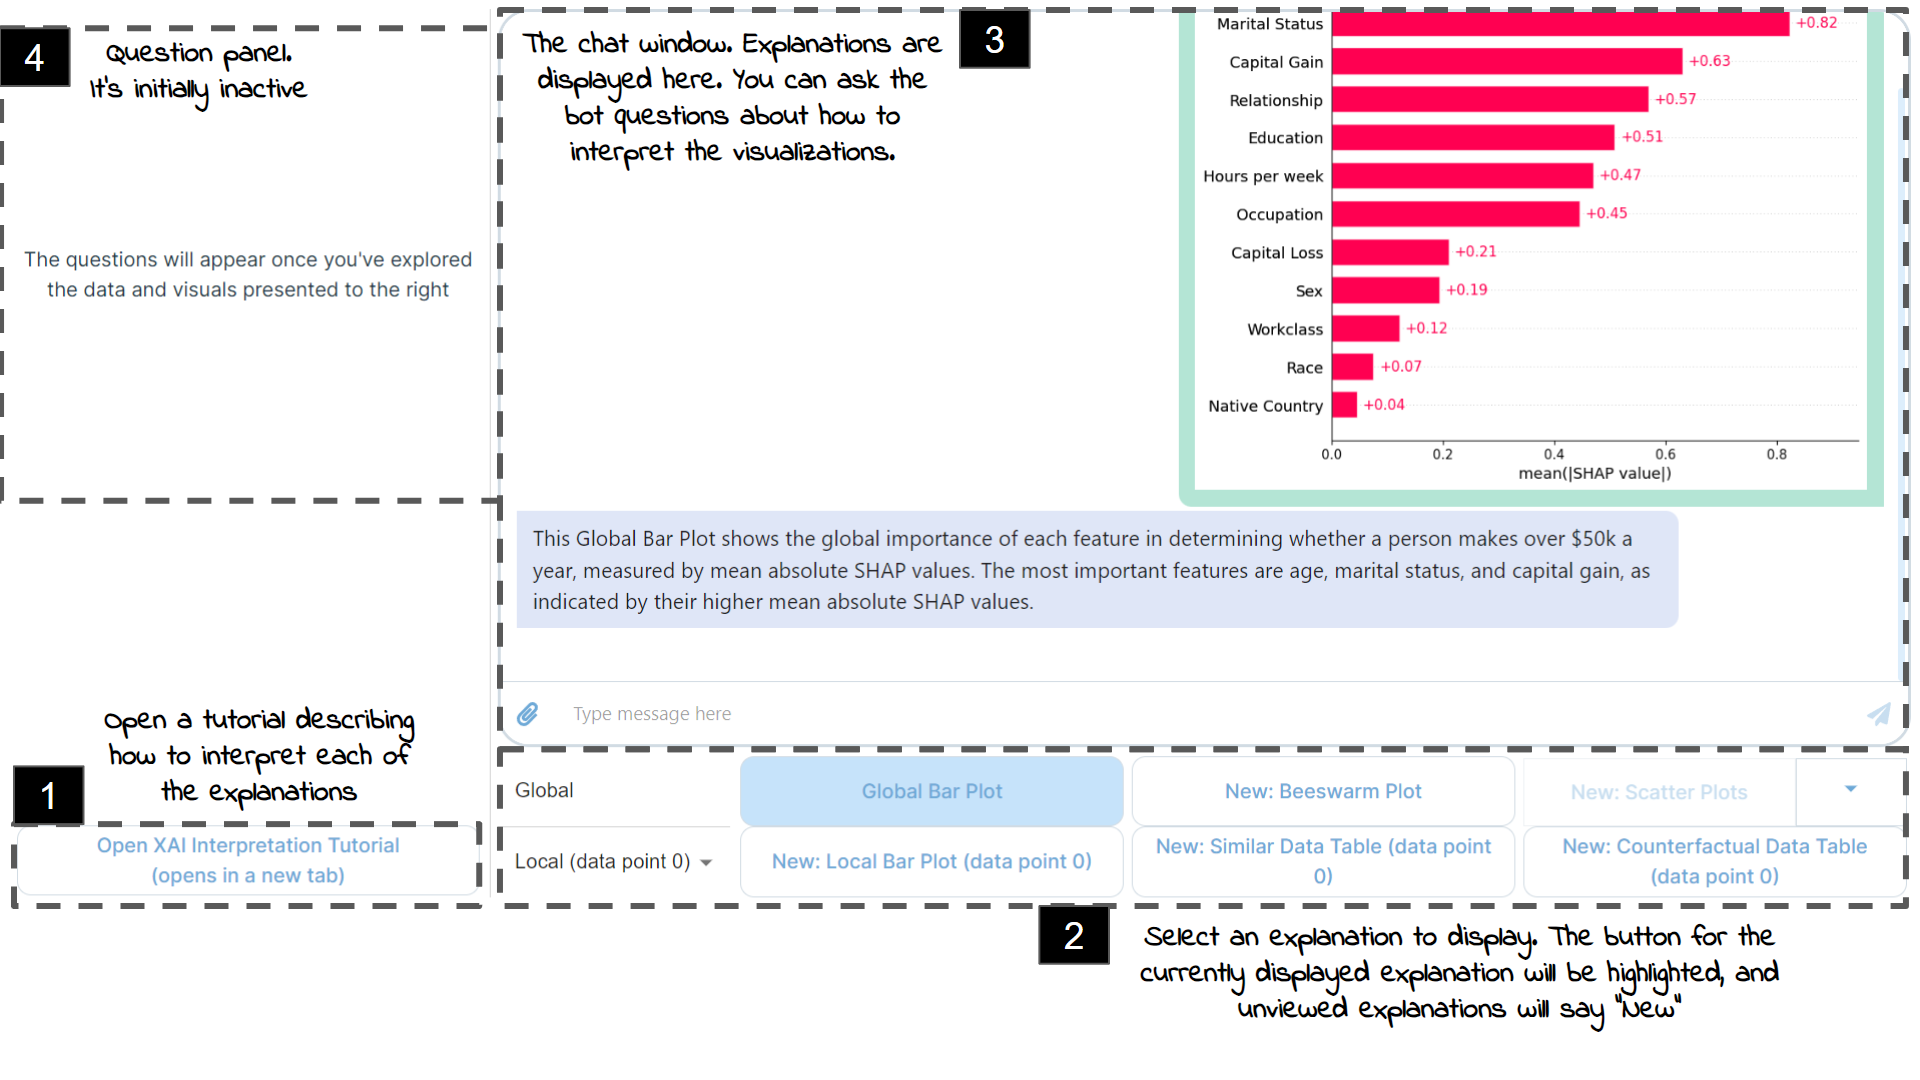 4
Question panel.
It's initially inactive
The questions will appear once you've explored
the data and visuals presented to the right
Open a tutorial describing
how to interpret each of
the explanations
1
Open XAI Interpretation Tutorial
(opens in a new tab)
3
The chat window. Explanations are
displayed here. You can ask the
bot questions about how to
interpret the visualizations.
Marital Status +0.82
Capital Gain +0.63
Relationship +0.57
Education +0.51
Hours per week +0.47
Occupation +0.45
Capital Loss +0.21
Sex +0.19
Workclass +0.12
Race +0.07
Native Country +0.04
0.0 0.2 0.4 0.6 0.8
mean(|SHAP value|)
This Global Bar Plot shows the global importance of each feature in determining whether a person makes over $50k a
year, measured by mean absolute SHAP values. The most important features are age, marital status, and capital gain, as
indicated by their higher mean absolute SHAP values.
Type message here
Global
Global Bar Plot
New: Beeswarm Plot
New: Scatter Plots
Local (data point 0)
New: Local Bar Plot (data point 0)
New: Similar Data Table (data point
0)
New: Counterfactual Data Table
(data point 0)
2
Select an explanation to display. The button for the
currently displayed explanation will be highlighted, and
unviewed explanations will say "New"